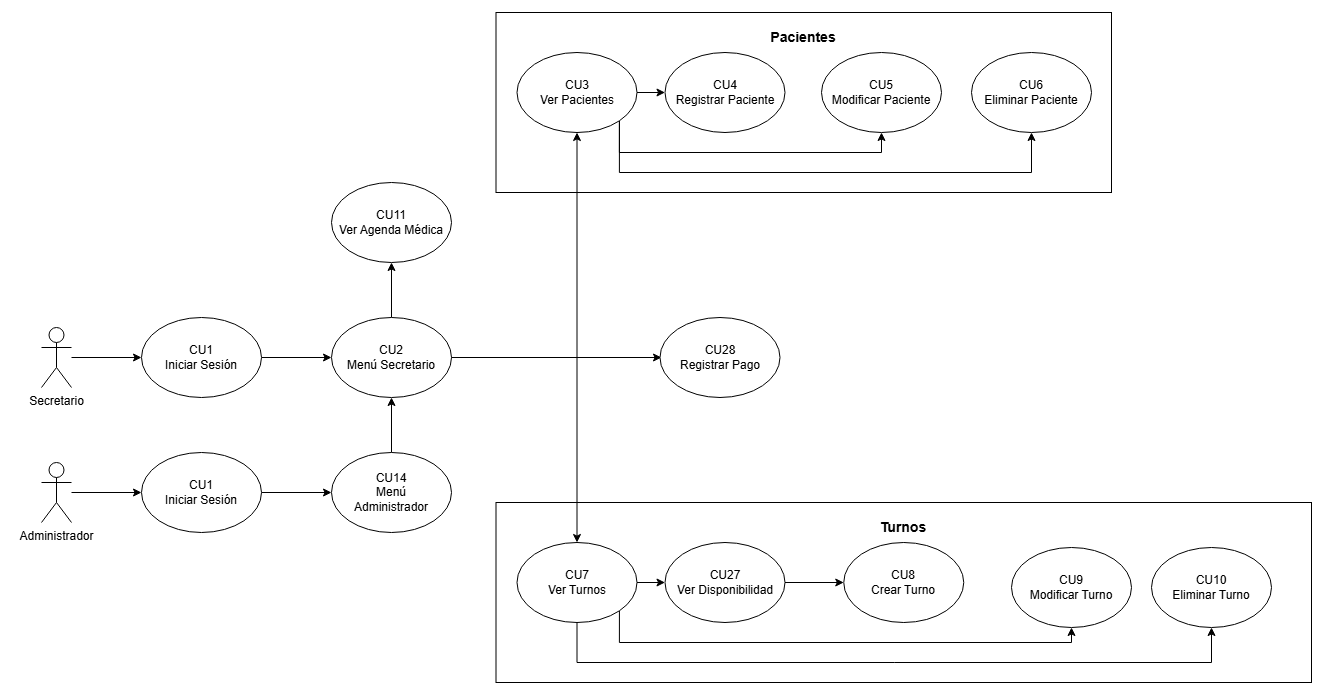 Pacientes
CU3
Ver Pacientes
CU4
Registrar Paciente
CU5
Modificar Paciente
CU6
Eliminar Paciente
CU11
Ver Agenda Médica
Secretario
CU1
Iniciar Sesión
CU2
Menú Secretario
CU28
Registrar Pago
Administrador
CU1
Iniciar Sesión
CU14
Menú
Administrador
Turnos
CU7
Ver Turnos
CU27
Ver Disponibilidad
CU8
Crear Turno
CU9
Modificar Turno
CU10
Eliminar Turno